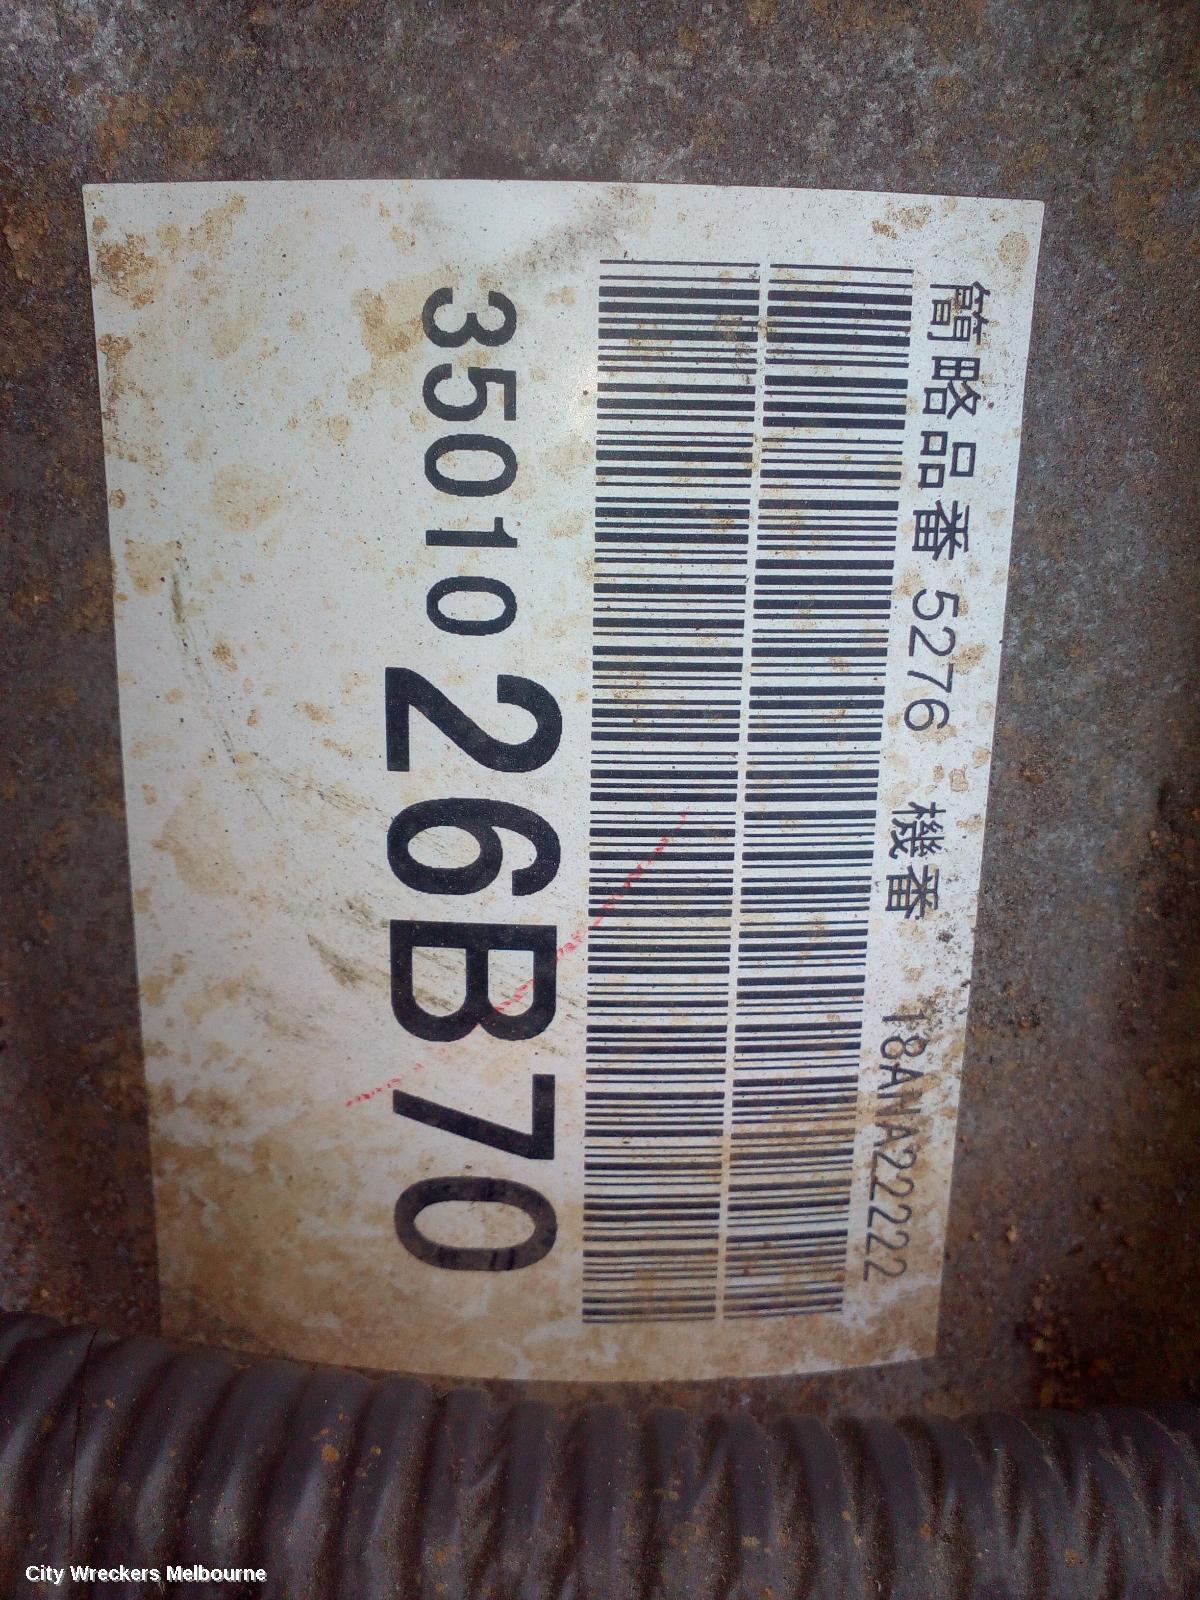 簡略品番 5276 機番 18ANA22222
35010 26B70
City Wreckers Melbourne